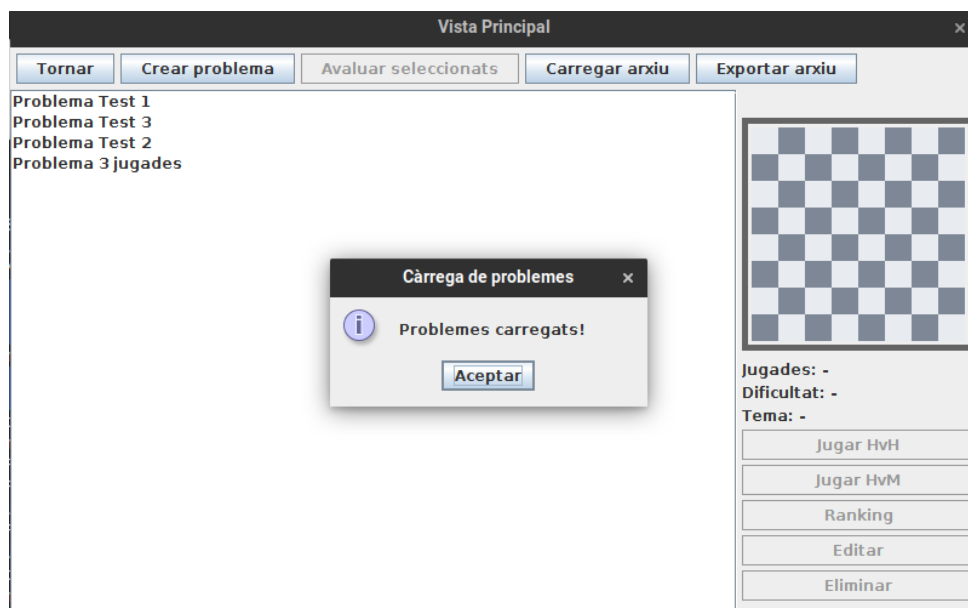 Vista Principal ×
Tornar Crear problema Avaluar seleccionats Carregar arxiu Exportar arxiu
Problema Test 1
Problema Test 3
Problema Test 2
Problema 3 jugades
Càrrega de problemes ×
i Problemes carregats!
Aceptar
Jugades: -
Dificultat: -
Tema: -
Jugar HvH
Jugar HvM
Ranking
Editar
Eliminar